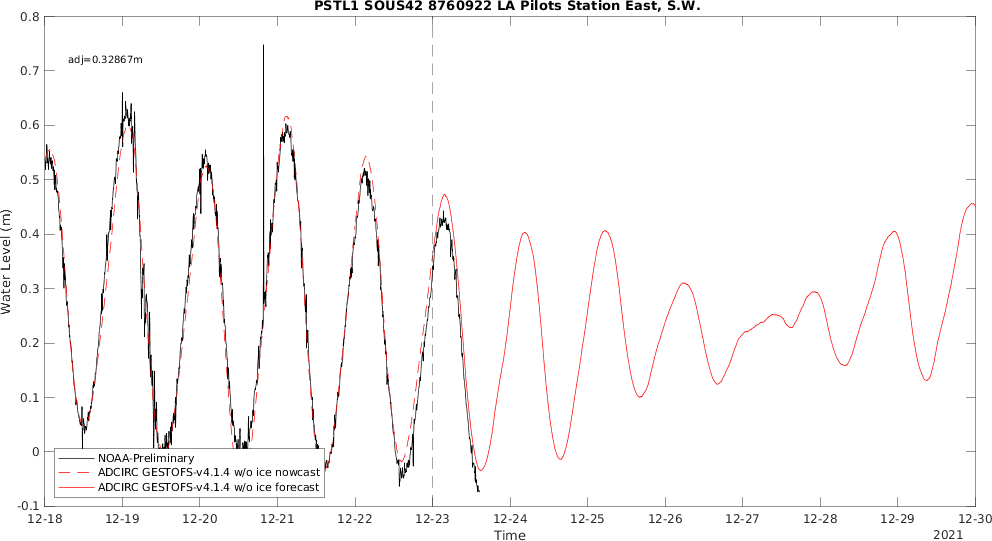 PSTL1 SOUS42 8760922 LA Pilots Station East, S.W.
adj=0.32867m
Water Level (m)
0.8
0.7
0.6
0.5
0.4
0.3
0.2
0.1
0
-0.1
NOAA-Preliminary
ADCIRC GESTOFS-v4.1.4 w/o ice nowcast
ADCIRC GESTOFS-v4.1.4 w/o ice forecast
12-18 12-19 12-20 12-21 12-22 12-23 12-24 12-25 12-26 12-27 12-28 12-29 12-30
Time
2021